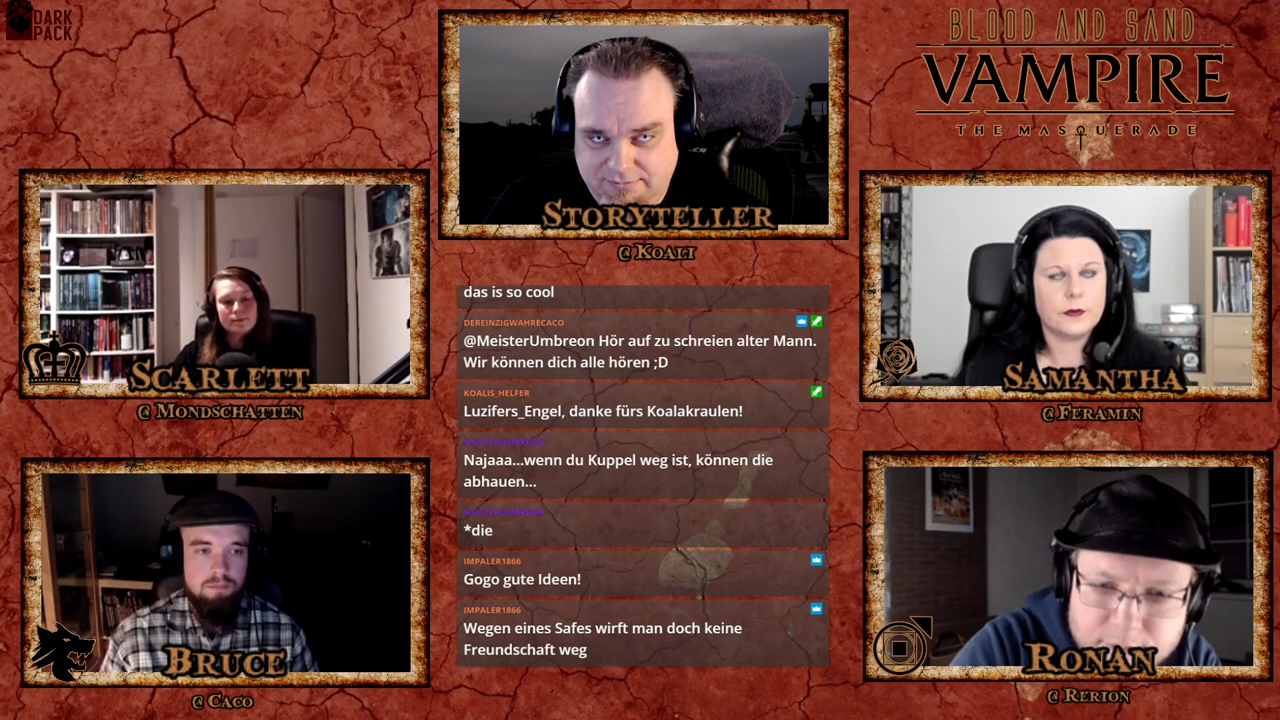 DARK
PACK
BLOOD AND SAND
VAMPIRE
THE MASQUERADE
STORYTELLER
@ KOALI
SCARLETT
@ MONDSCHATTEN
SAMANTHA
@ FERAMIN
das is so cool
DEREINZIGWAHRECACO
@MeisterUmbreon Hör auf zu schreien alter Mann.
Wir können dich alle hören ;D
KOALIS_HELFER
Luzifers_Engel, danke fürs Koalakraulen!
MEISTERUMBREON
Najaaa...wenn du Kuppel weg ist, können die
abhauen...
MEISTERUMBREON
*die
IMPALER1866
Gogo gute Ideen!
IMPALER1866
Wegen eines Safes wirft man doch keine
Freundschaft weg
BRUCE
@ CACO
RONAN
@ RERION